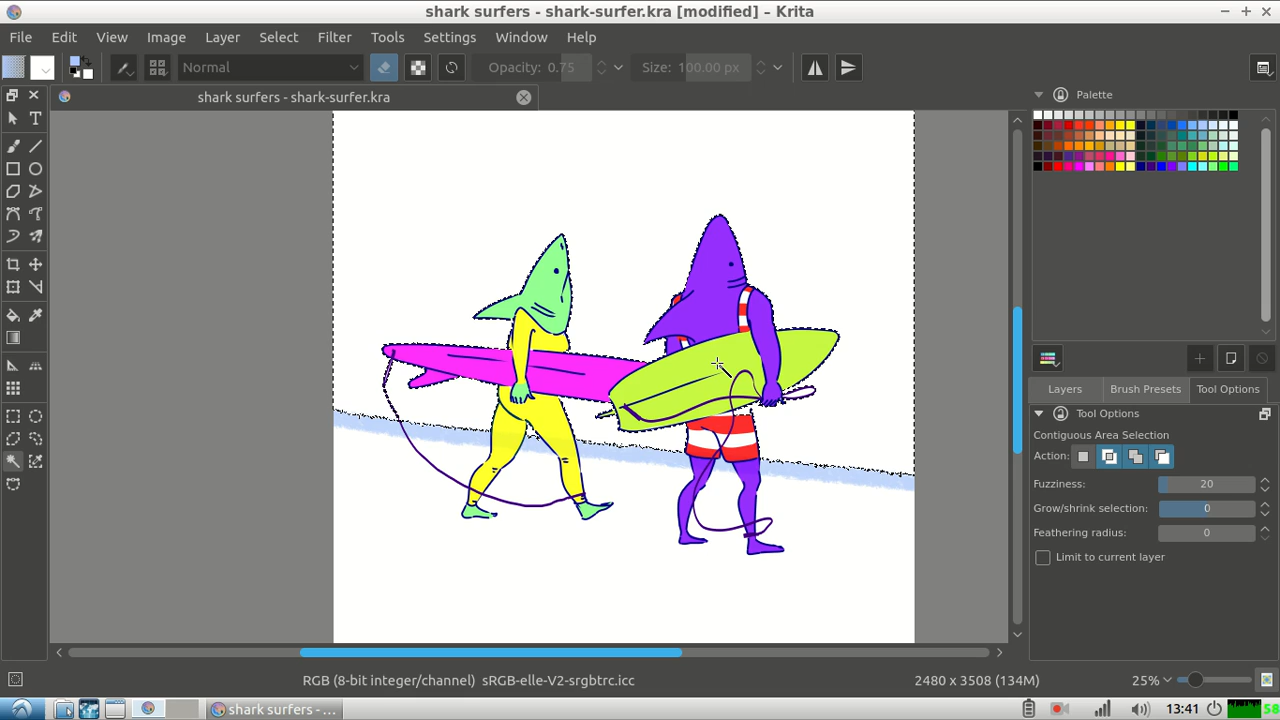 shark surfers - shark-surfer.kra [modified] – Krita
File Edit View Image Layer Select Filter Tools Settings Window Help
Normal Opacity: 0.75 Size: 100.00 px
shark surfers - shark-surfer.kra
Palette
Layers Brush Presets Tool Options
Tool Options
Contiguous Area Selection
Action:
Fuzziness: 20
Grow/shrink selection: 0
Feathering radius: 0
Limit to current layer
RGB (8-bit integer/channel) sRGB-elle-V2-srgbtrc.icc 2480 x 3508 (134M) 25%
shark surfers - ... 13:41 58